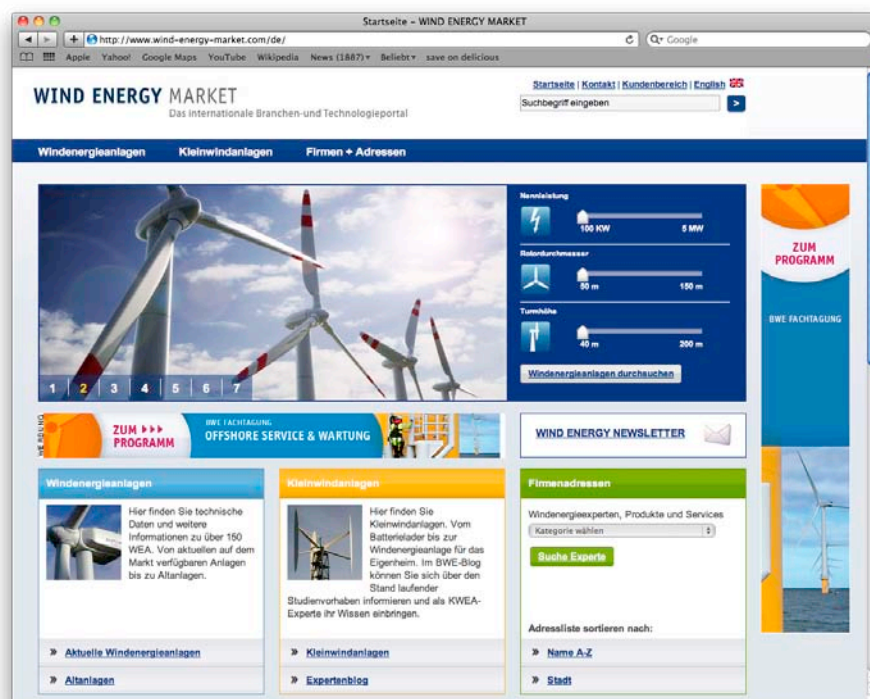 Startseite – WIND ENERGY MARKET
http://www.wind-energy-market.com/de/
Google
Apple Yahoo! Google Maps YouTube Wikipedia News (1887) Beliebt save on delicious
Startseite | Kontakt | Kundenbereich | English
WIND ENERGY MARKET
Das internationale Branchen-und Technologieportal
Suchbegriff eingeben
>
Windenergieanlagen Kleinwindanlagen Firmen + Adressen
Nennleistung
100 KW 5 MW
Rotordurchmesser
50 m 150 m
Turmhöhe
40 m 200 m
Windenergieanlagen durchsuchen
1 2 3 4 5 6 7
ZUM
PROGRAMM
BWE FACHTAGUNG
WERBUNG
ZUM
PROGRAMM
BWE FACHTAGUNG
OFFSHORE SERVICE & WARTUNG
WIND ENERGY NEWSLETTER
Windenergieanlagen
Hier finden Sie technische
Daten und weitere
Informationen zu über 150
WEA. Von aktuellen auf dem
Markt verfügbaren Anlagen
bis zu Altanlagen.
» Aktuelle Windenergieanlagen
» Altanlagen
Kleinwindanlagen
Hier finden Sie
Kleinwindanlagen. Vom
Batterielader bis zur
Windenergieanlage für das
Eigenheim. Im BWE-Blog
können Sie sich über den
Stand laufender
Studienvorhaben informieren und als KWEA-
Experte ihr Wissen einbringen.
» Kleinwindanlagen
» Expertenblog
Firmenadressen
Windenergieexperten, Produkte und Services
Kategorie wählen
Suche Experte
Adressliste sortieren nach:
» Name A-Z
» Stadt